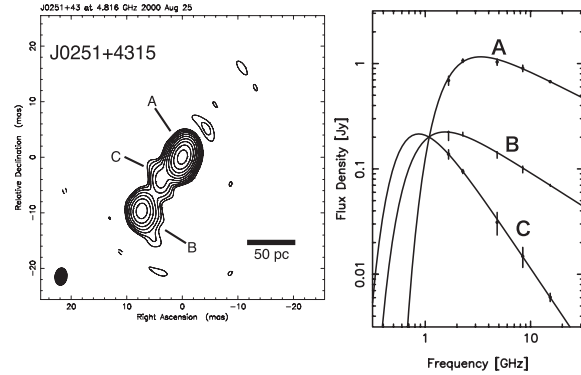 J0251+43 at 4.816 GHz 2000 Aug 25
J0251+4315
A
C
B
50 pc
Relative Declination (mas)
10
0
-10
-20
20
10
0
-10
-20
Right Ascension (mas)
A
B
C
Flux Density [Jy]
1
0.1
0.01
1
10
Frequency [GHz]